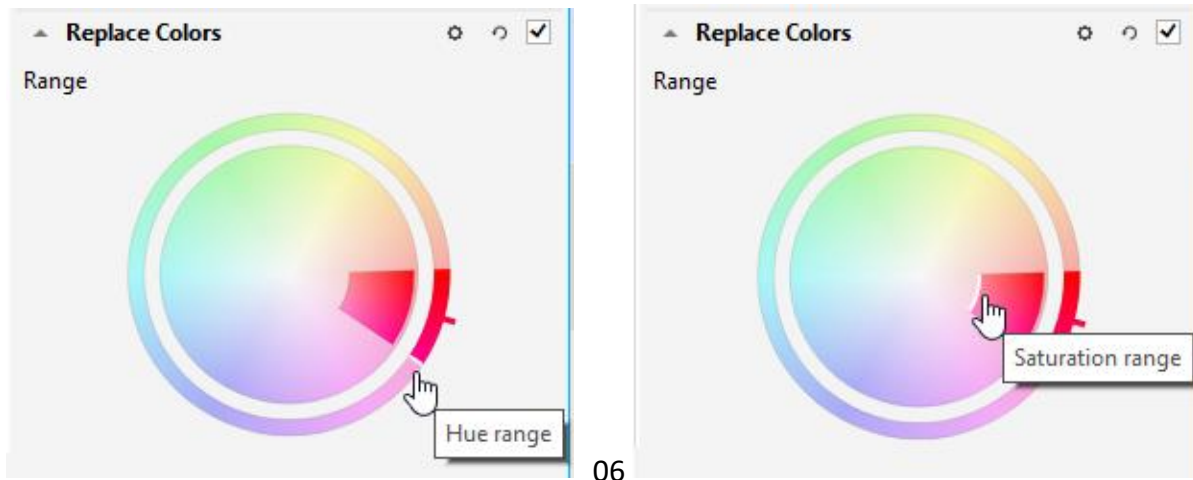 Replace Colors
Range
Hue range
06
Replace Colors
Range
Saturation range